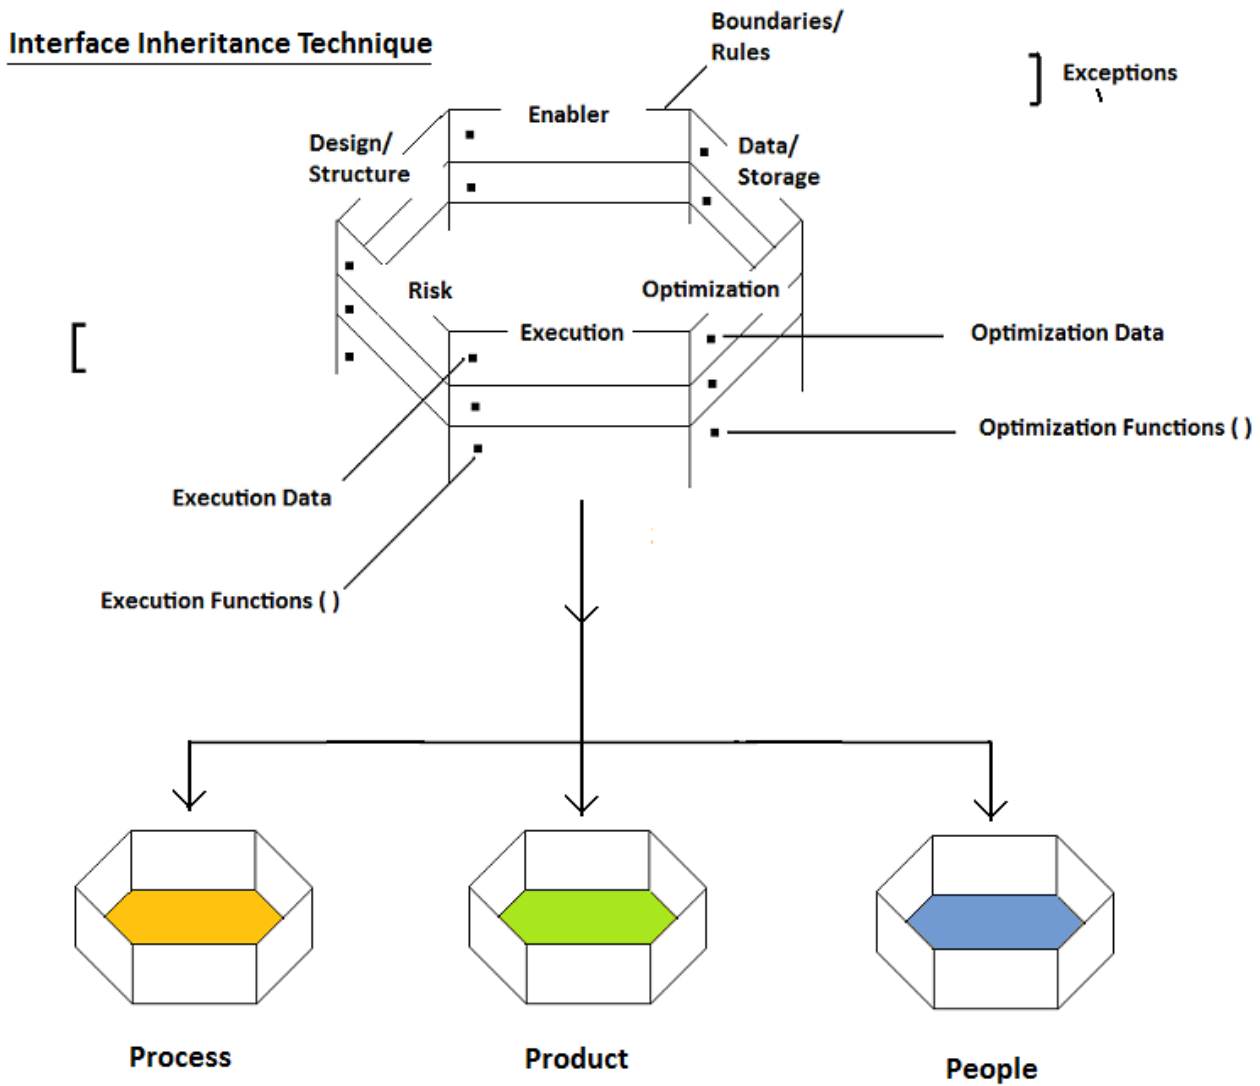 Interface Inheritance Technique
Boundaries/
Rules
Exceptions
Enabler
Design/
Structure
Data/
Storage
Risk
Optimization
Execution
Optimization Data
Optimization Functions ( )
Execution Data
Execution Functions ( )
Process
Product
People